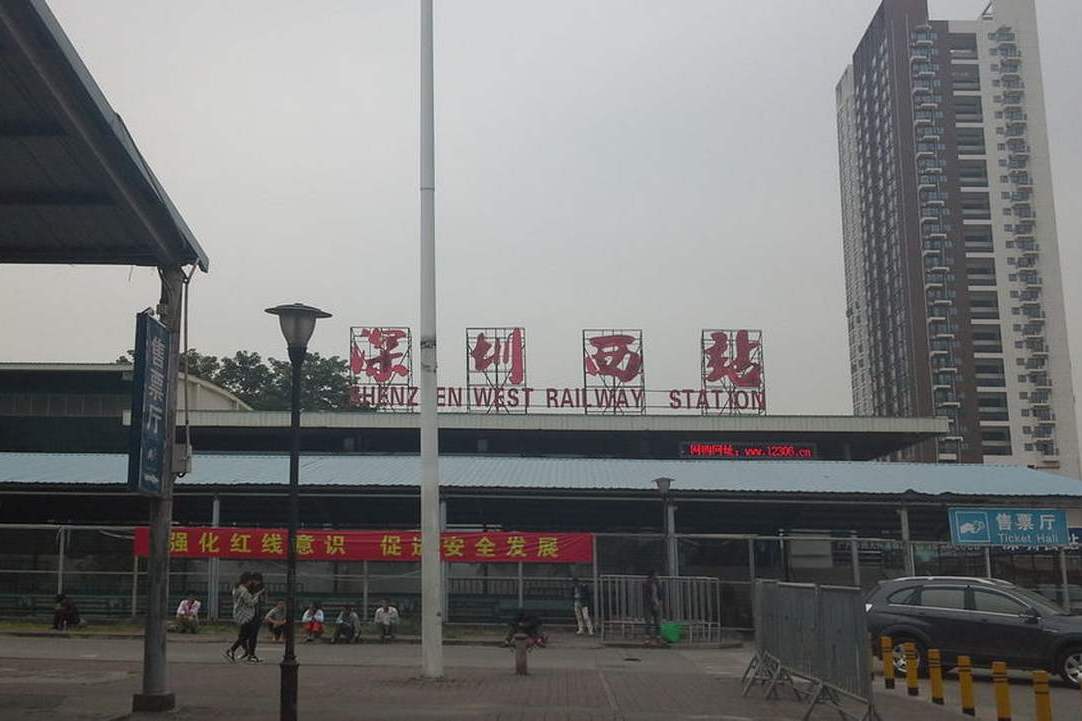 深圳西站
SHENZHEN WEST RAILWAY STATION
网购网址：www.12306.cn
售票厅
强化红线意识 促进安全发展
售票厅
Ticket Hall